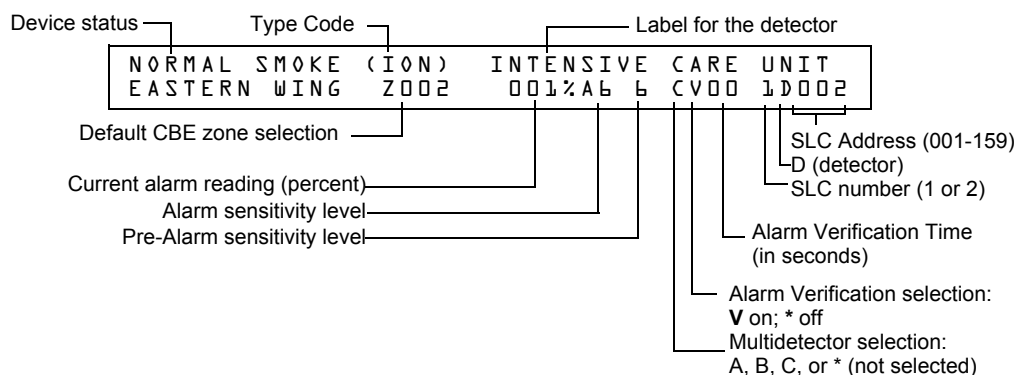 Device status
Type Code
Label for the detector
NORMAL SMOKE (ION) INTENSIVE CARE UNIT
EASTERN WING Z002 001%A6 6 CV00 1D002
Default CBE zone selection
SLC Address (001-159)
D (detector)
SLC number (1 or 2)
Current alarm reading (percent)
Alarm sensitivity level
Pre-Alarm sensitivity level
Alarm Verification Time
(in seconds)
Alarm Verification selection:
V on; * off
Multidetector selection:
A, B, C, or * (not selected)